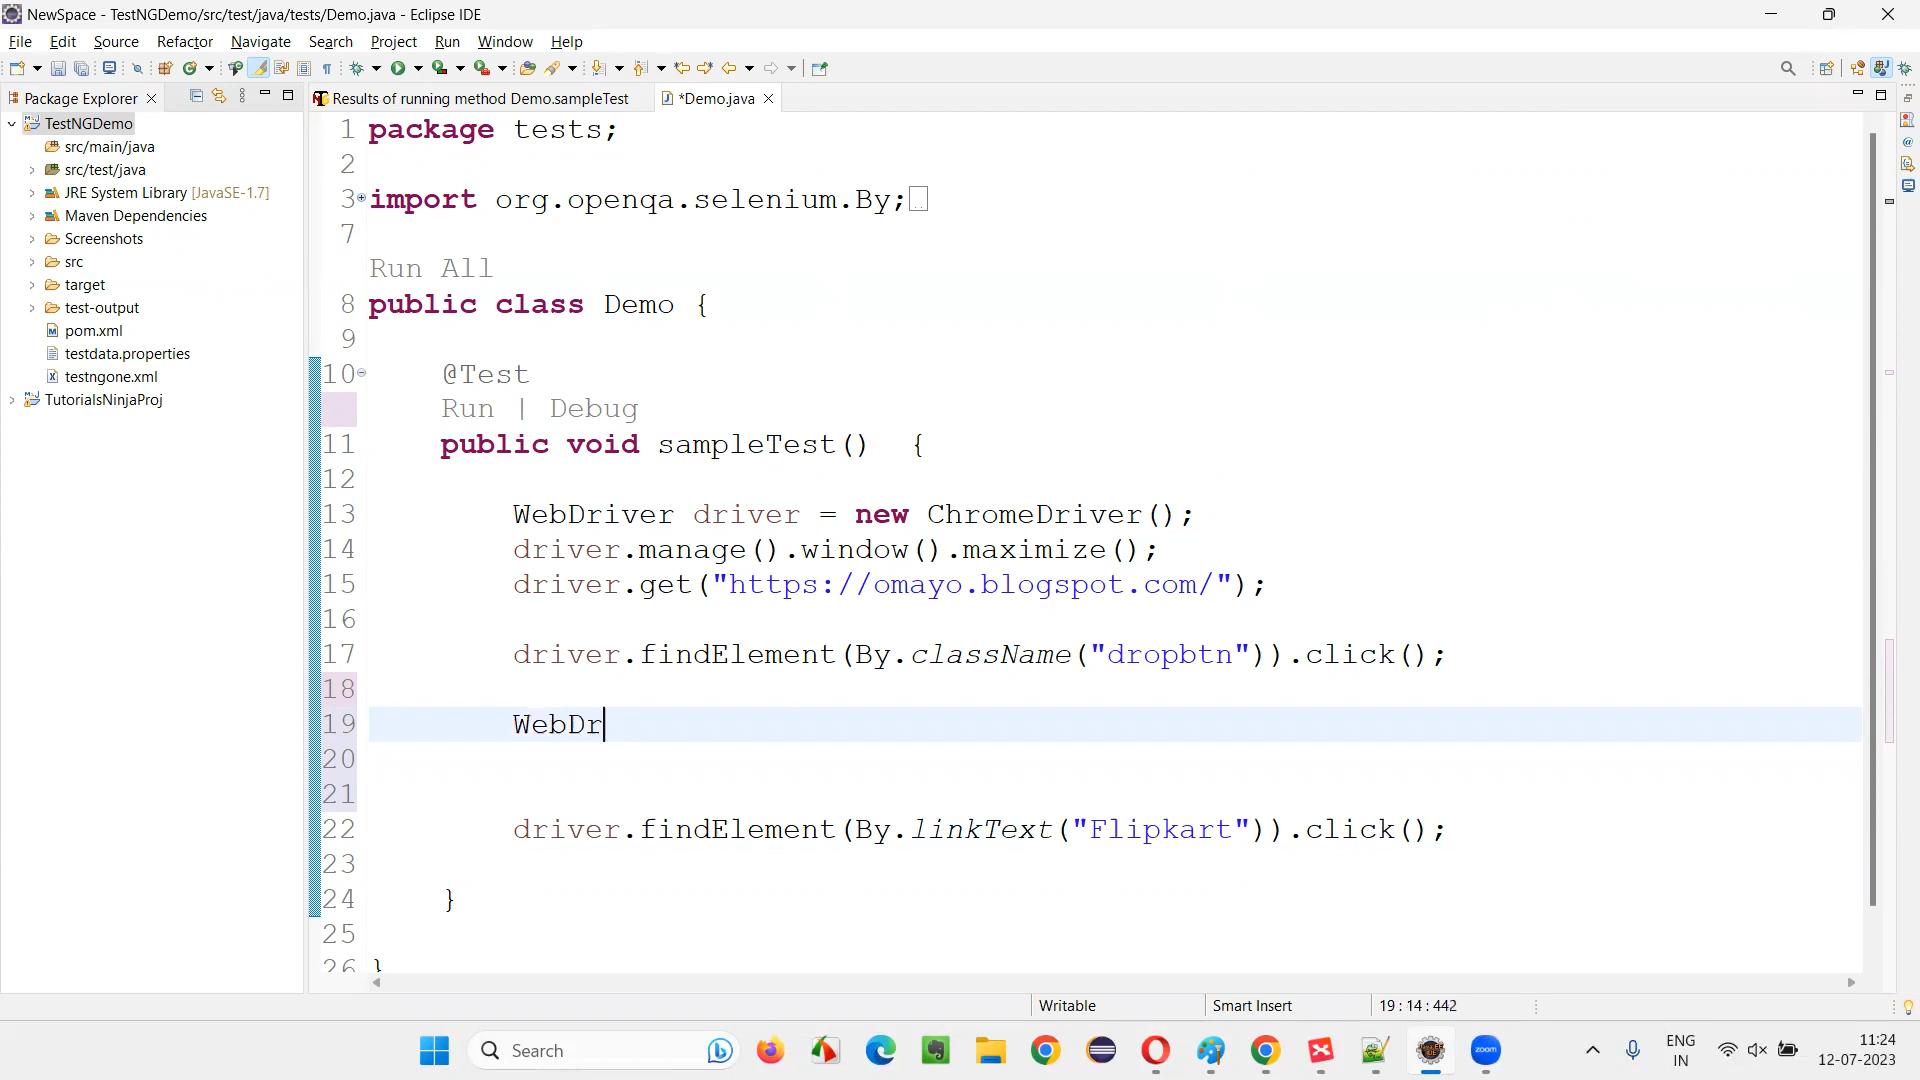 NewSpace - TestNGDemo/src/test/java/tests/Demo.java - Eclipse IDE
File Edit Source Refactor Navigate Search Project Run Window Help
Package Explorer
Results of running method Demo.sampleTest
*Demo.java
TestNGDemo
src/main/java
src/test/java
JRE System Library [JavaSE-1.7]
Maven Dependencies
Screenshots
src
target
test-output
pom.xml
testdata.properties
testngone.xml
TutorialsNinjaProj
1 package tests;
2
3 import org.openqa.selenium.By;
7
Run All
8 public class Demo {
9
10 @Test
Run | Debug
11 public void sampleTest() {
12
13 WebDriver driver = new ChromeDriver();
14 driver.manage().window().maximize();
15 driver.get("https://omayo.blogspot.com/");
16
17 driver.findElement(By.className("dropbtn")).click();
18
19 WebDr
20
21
22 driver.findElement(By.linkText("Flipkart")).click();
23
24 }
25
26 }
Writable Smart Insert 19 : 14 : 442
Search
zoom
ENG
IN
11:24
12-07-2023